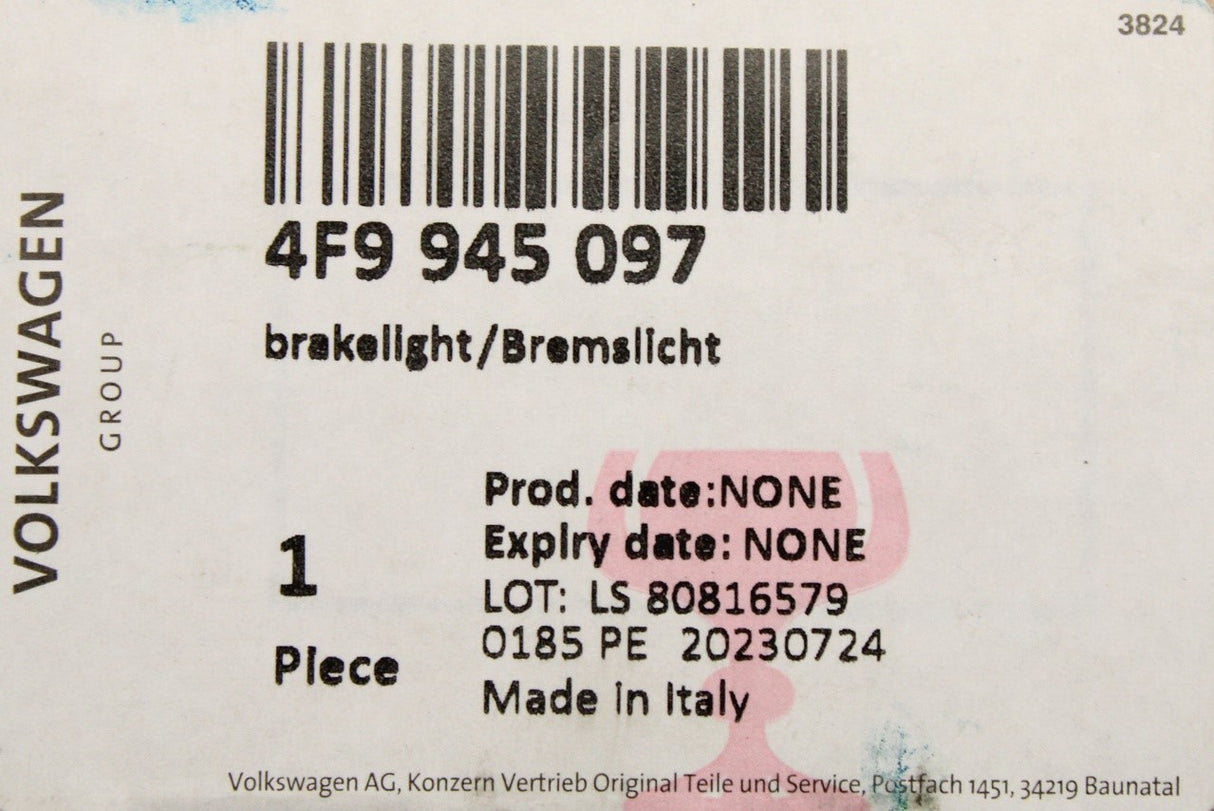 3824
4F9 945 097
brakelight/Bremslicht
VOLKSWAGEN
GROUP
1
Piece
Prod. date:NONE
Expiry date: NONE
LOT: LS 80816579
0185 PE 20230724
Made in Italy
Volkswagen AG, Konzern Vertrieb Original Teile und Service, Postfach 1451, 34219 Baunatal